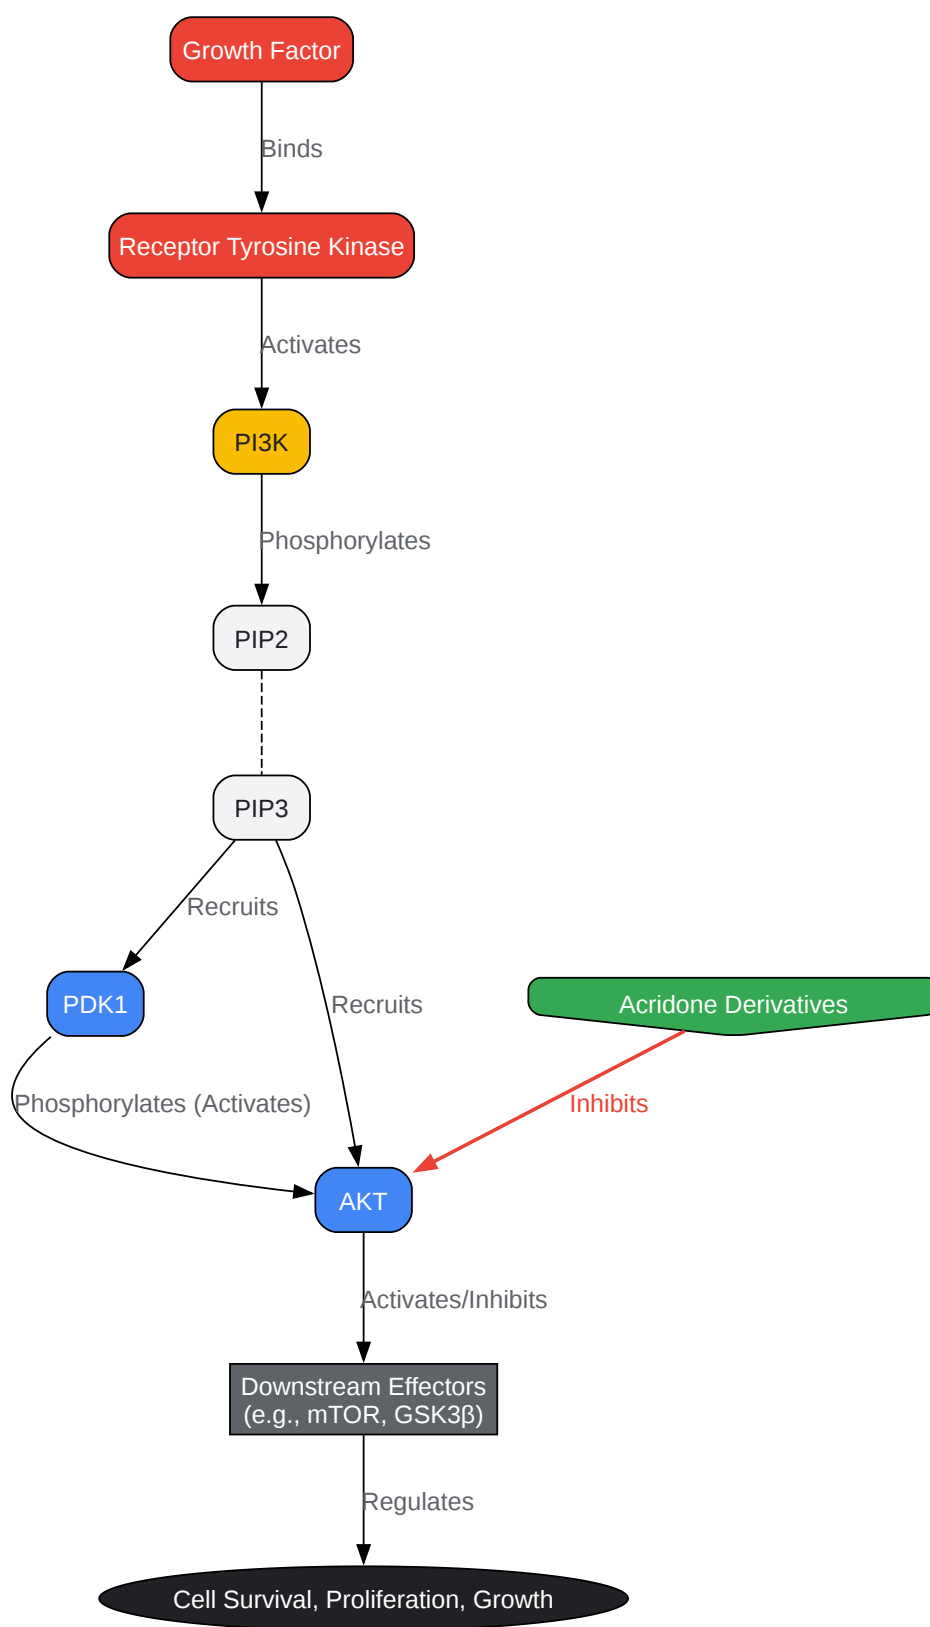 Growth Factor
Binds
Receptor Tyrosine Kinase
Activates
PI3K
Phosphorylates
PIP2
PIP3
Recruits
Recruits
PDK1
Acridone Derivatives
Phosphorylates (Activates)
Inhibits
AKT
Activates/Inhibits
Downstream Effectors
(e.g., mTOR, GSK3β)
Regulates
Cell Survival, Proliferation, Growth